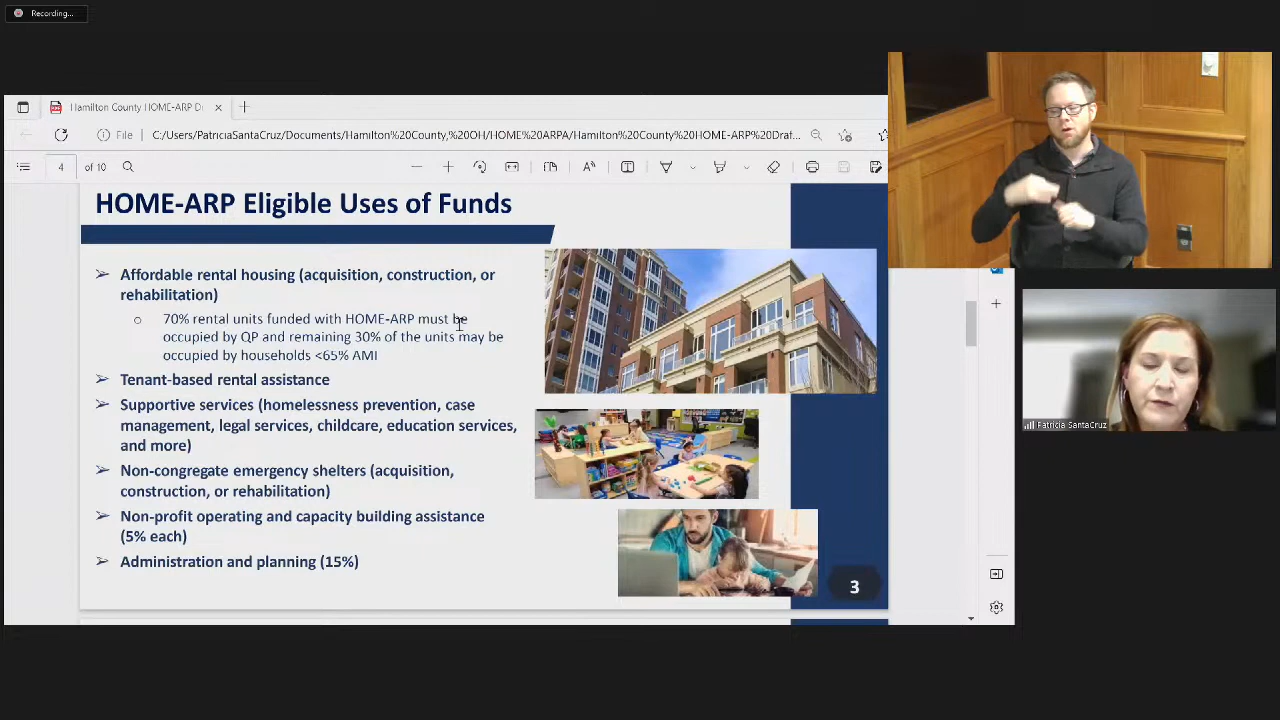 Recording...
Hamilton County HOME-ARP D
File
C:/Users/PatriciaSantaCruz/Documents/Hamilton%20County,%20OH/HOME%20ARPA/Hamilton%20County%20HOME-ARP%20Draf...
4 of 10
HOME-ARP Eligible Uses of Funds
Affordable rental housing (acquisition, construction, or
rehabilitation)
70% rental units funded with HOME-ARP must be
occupied by QP and remaining 30% of the units may be
occupied by households <65% AMI
Tenant-based rental assistance
Supportive services (homelessness prevention, case
management, legal services, childcare, education services,
and more)
Non-congregate emergency shelters (acquisition,
construction, or rehabilitation)
Non-profit operating and capacity building assistance
(5% each)
Administration and planning (15%)
3
Patricia SantaCruz